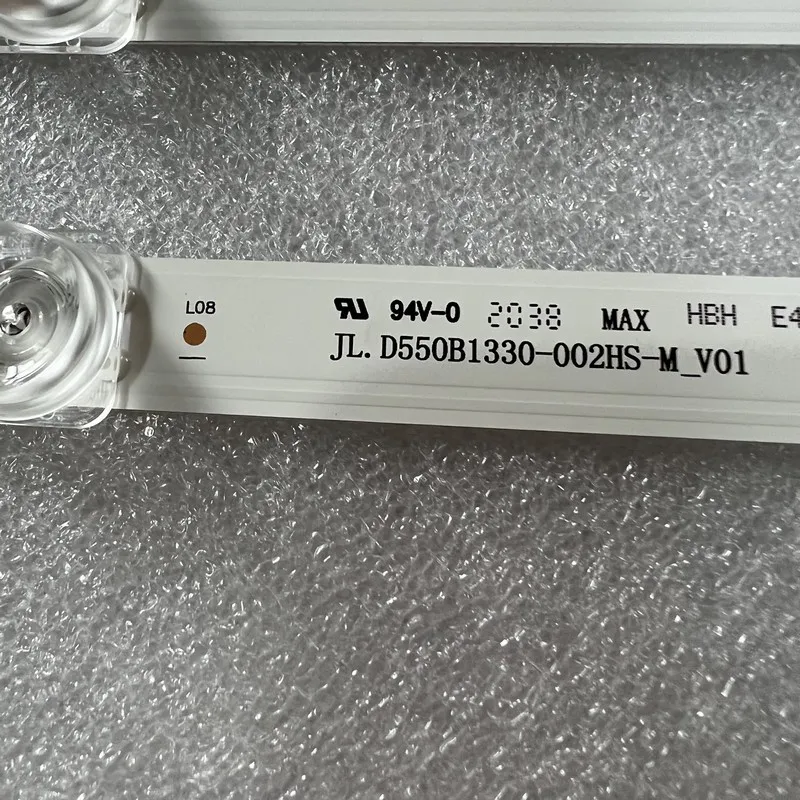 L08
94V-0 2038 MAX HBH E4
JL.D550B1330-002HS-M_V01